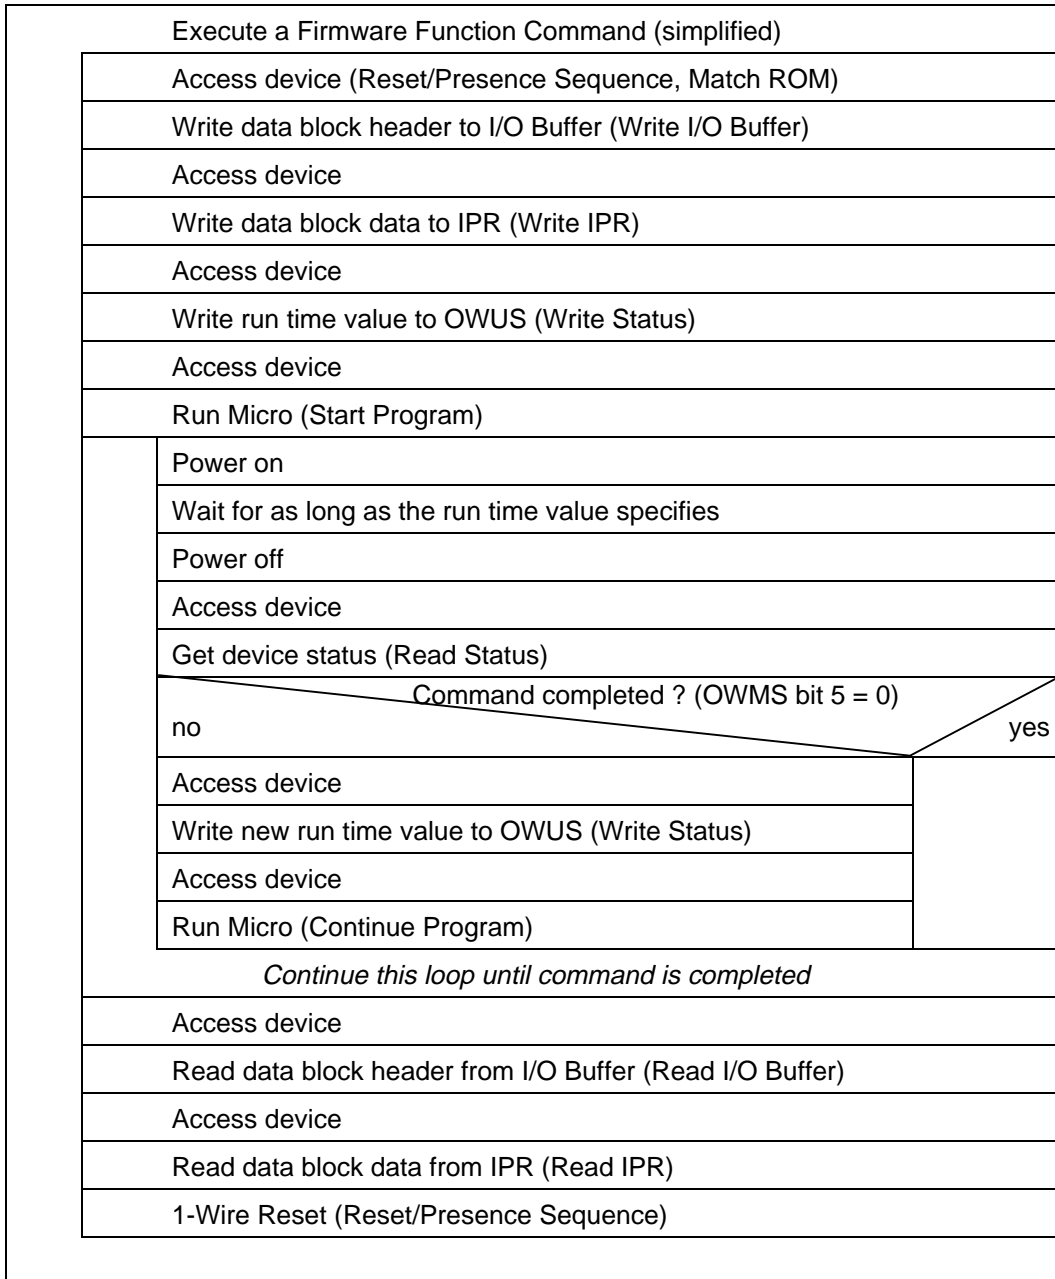 Execute a Firmware Function Command (simplified)
Access device (Reset/Presence Sequence, Match ROM)
Write data block header to I/O Buffer (Write I/O Buffer)
Access device
Write data block data to IPR (Write IPR)
Access device
Write run time value to OWUS (Write Status)
Access device
Run Micro (Start Program)
Power on
Wait for as long as the run time value specifies
Power off
Access device
Get device status (Read Status)
Command completed ? (OWMS bit 5 = 0)
no yes
Access device
Write new run time value to OWUS (Write Status)
Access device
Run Micro (Continue Program)
Continue this loop until command is completed
Access device
Read data block header from I/O Buffer (Read I/O Buffer)
Access device
Read data block data from IPR (Read IPR)
1-Wire Reset (Reset/Presence Sequence)